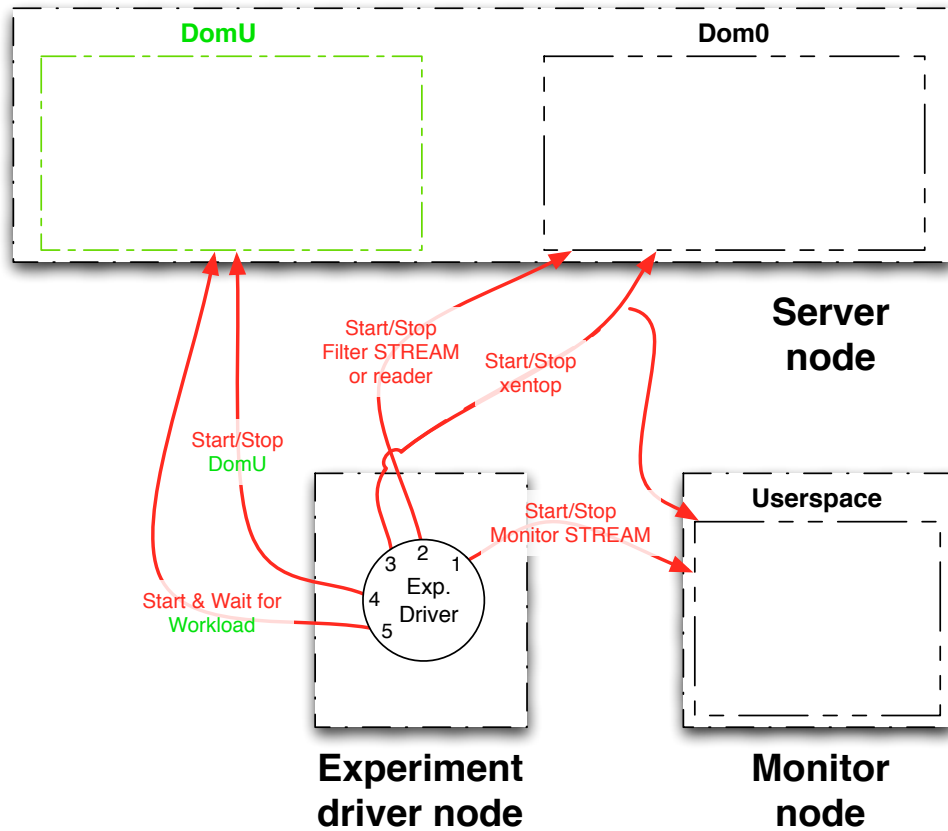 DomU
Dom0
Server
node
Start/Stop
Filter STREAM
or reader
Start/Stop
xentop
Start/Stop
DomU
Userspace
Start/Stop
Monitor STREAM
Start & Wait for
Workload
1
2
3
4
5
Exp.
Driver
Experiment
driver node
Monitor
node